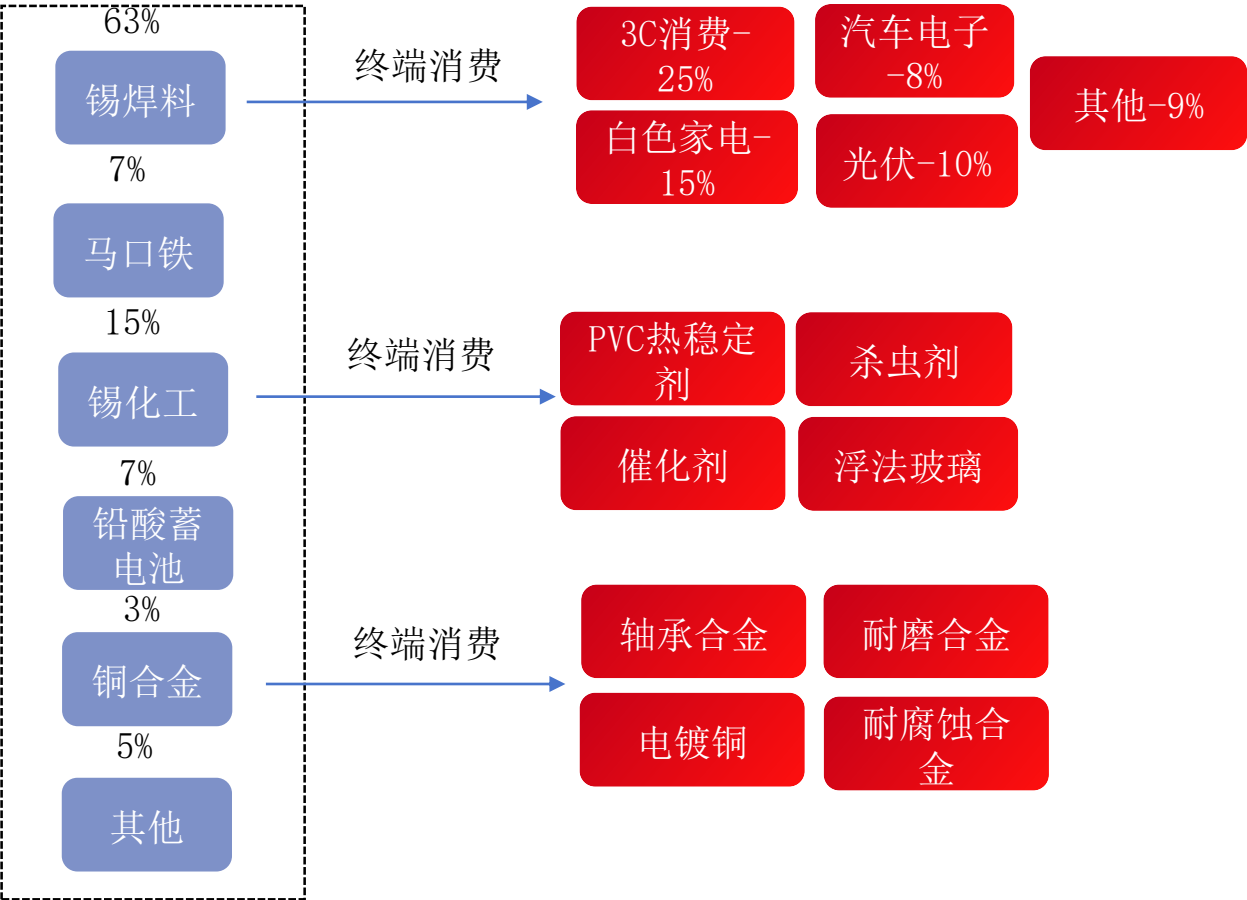 63%
锡焊料
7%
马口铁
15%
锡化工
7%
铅酸蓄
电池
3%
铜合金
5%
其他
终端消费
3C消费-
25%
汽车电子
-8%
其他-9%
白色家电-
15%
光伏-10%
终端消费
PVC热稳定
剂
杀虫剂
催化剂
浮法玻璃
终端消费
轴承合金
耐磨合金
电镀铜
耐腐蚀合
金